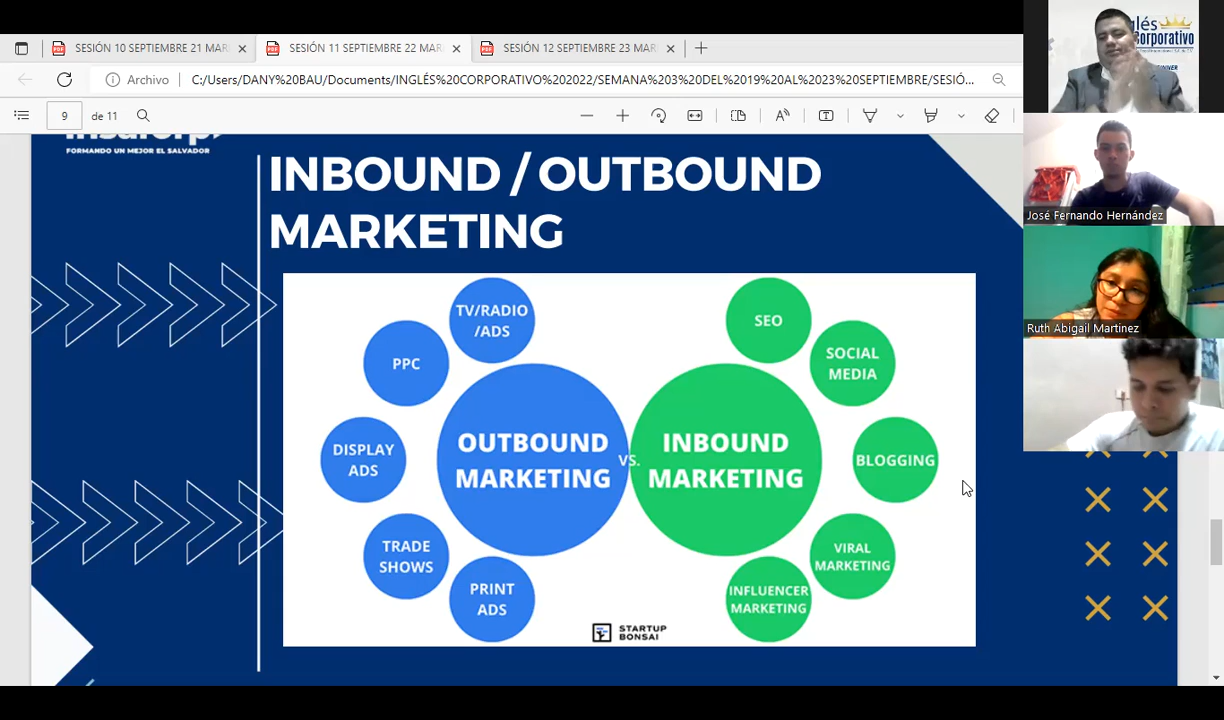 SESIÓN 10 SEPTIEMBRE 21 MAR
SESIÓN 11 SEPTIEMBRE 22 MAR
SESIÓN 12 SEPTIEMBRE 23 MAR
Archivo
C:/Users/DANY%20BAU/Documents/INGLÉS%20CORPORATIVO%202022/SEMANA%203%20DEL%2019%20AL%2023%20SEPTIEMBRE/SESIÓ...
9
de 11
FORMANDO UN MEJOR EL SALVADOR
INBOUND / OUTBOUND
MARKETING
TV/RADIO
/ADS
PPC
DISPLAY
ADS
TRADE
SHOWS
PRINT
ADS
OUTBOUND
MARKETING
VS.
INBOUND
MARKETING
SEO
SOCIAL
MEDIA
BLOGGING
VIRAL
MARKETING
INFLUENCER
MARKETING
STARTUP
BONSAI
José Fernando Hernández
Ruth Abigail Martinez